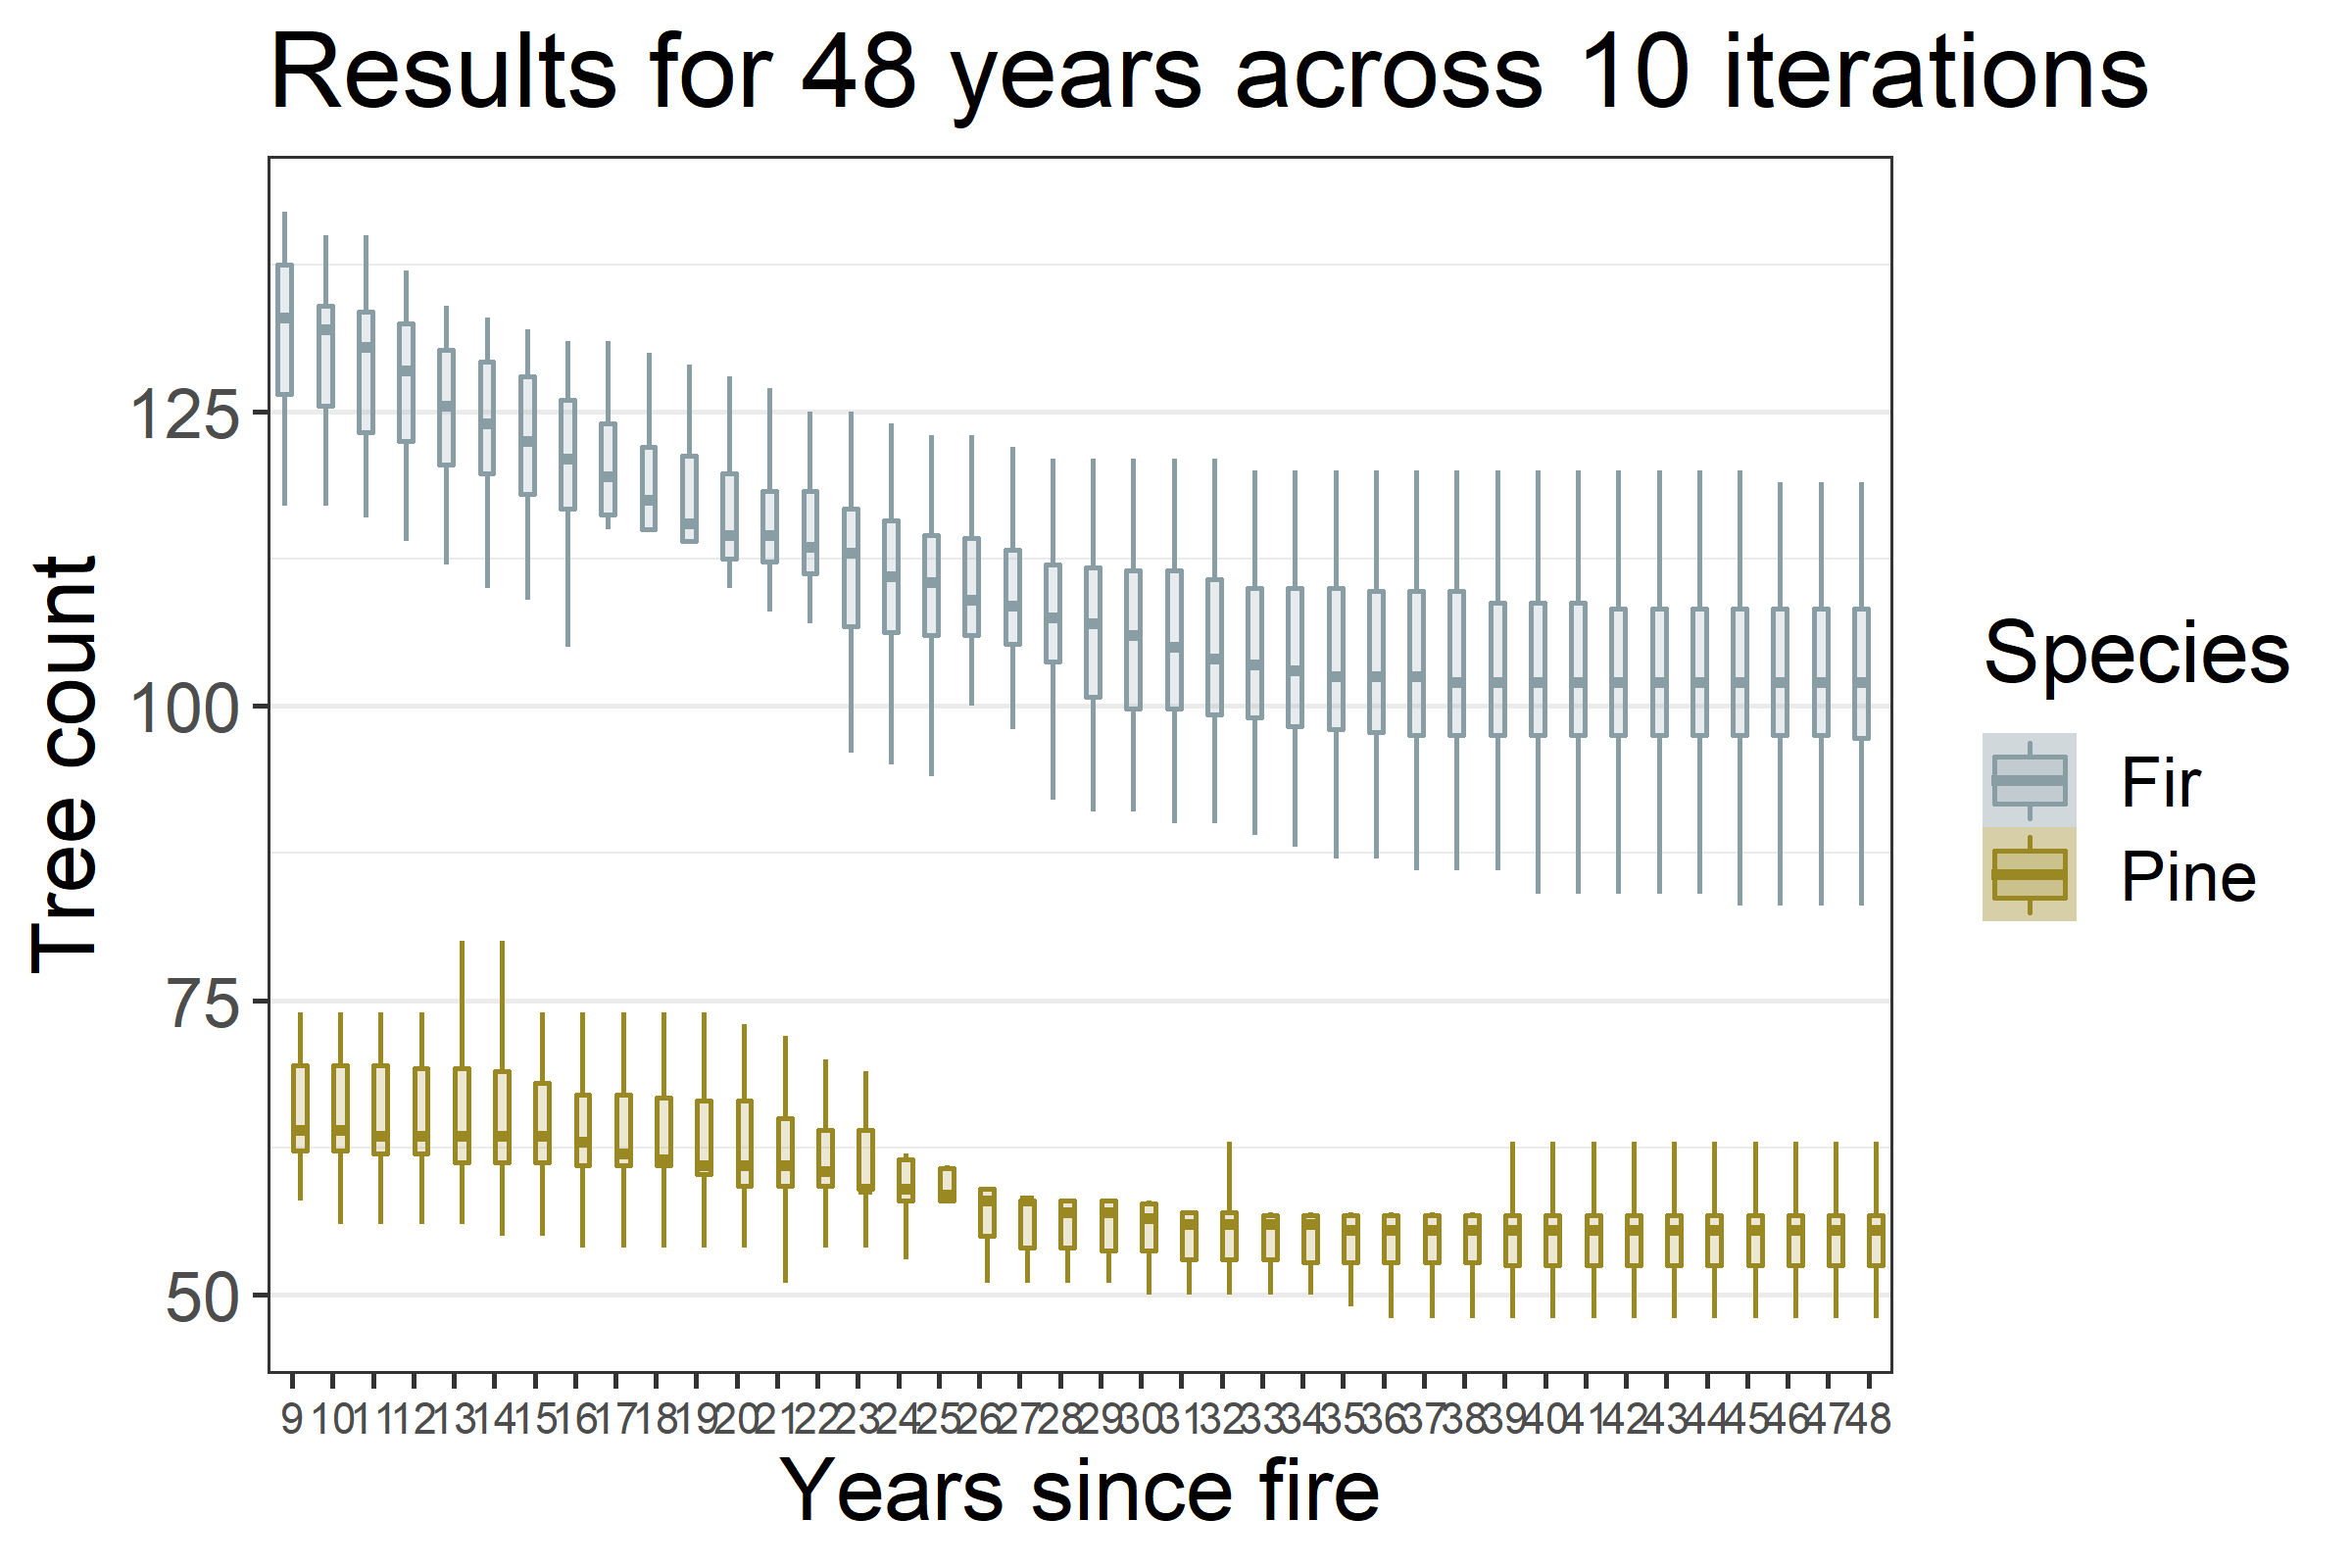 Results for 48 years across 10 iterations
Tree count
125
100
75
50
9 10 11 12 13 14 15 16 17 18 19 20 21 22 23 24 25 26 27 28 29 30 31 32 33 34 35 36 37 38 39 40 41 42 43 44 45 46 47 48
Years since fire
Species
Fir
Pine